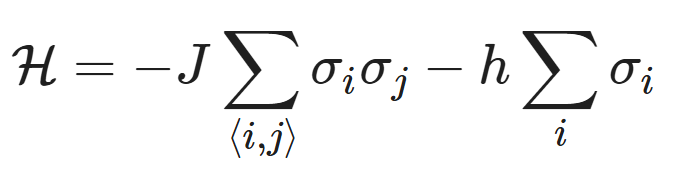 ℋ = −J ∑_{⟨i,j⟩} σ_i σ_j − h ∑_i σ_i